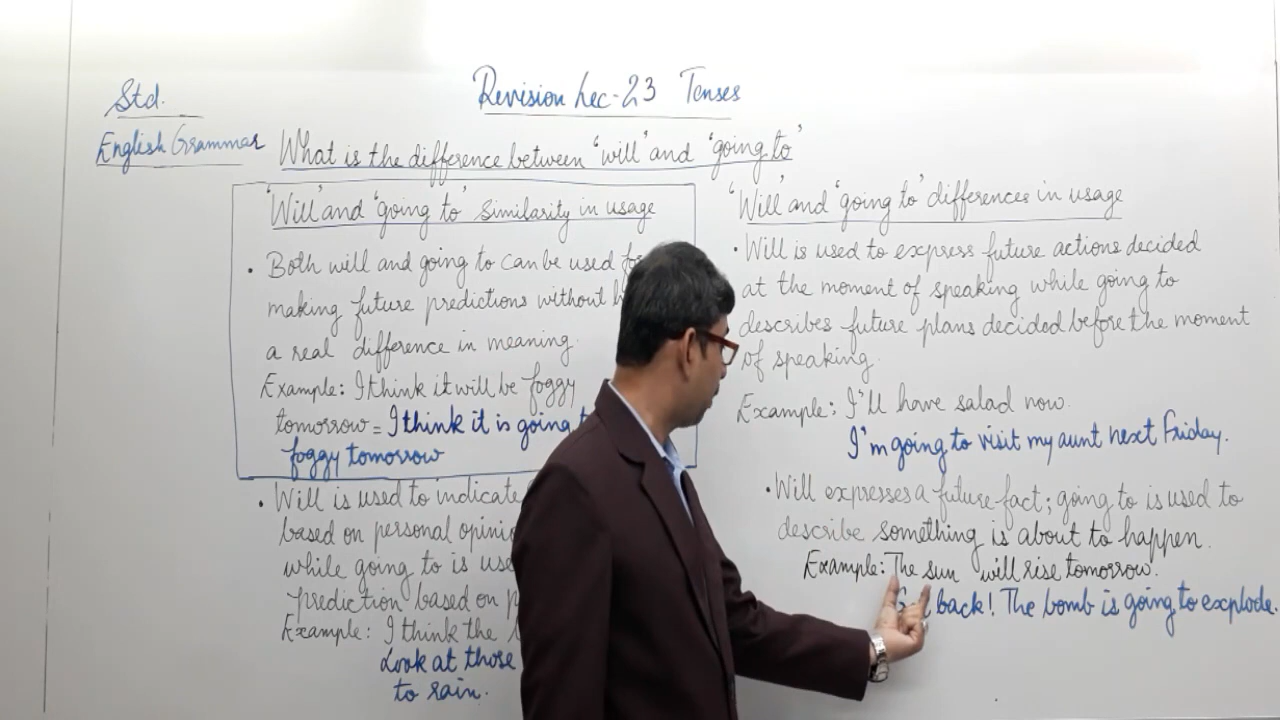 Std.
Revision Lec-23 Tenses
English Grammar
What is the difference between 'will' and 'going to'
'Will' and 'going to' Similarity in usage
• Both will and going to can be used
making future predictions without
a real difference in meaning.
Example: I think it will be foggy
tomorrow = I think it is going
foggy tomorrow
• Will is used to indicate
based on personal
while going to is
prediction based on
Example: I think the
Look at those
to rain.
'Will' and 'going to' differences in usage
• Will is used to express future actions decided
at the moment of speaking while going to
describes future plans decided before the moment
of speaking.
Example: I'll have salad now.
I'm going to visit my aunt next Friday.
• Will expresses a future fact; going to is used to
describe something is about to happen.
Example: The sun will rise tomorrow.
back! The bomb is going to explode.